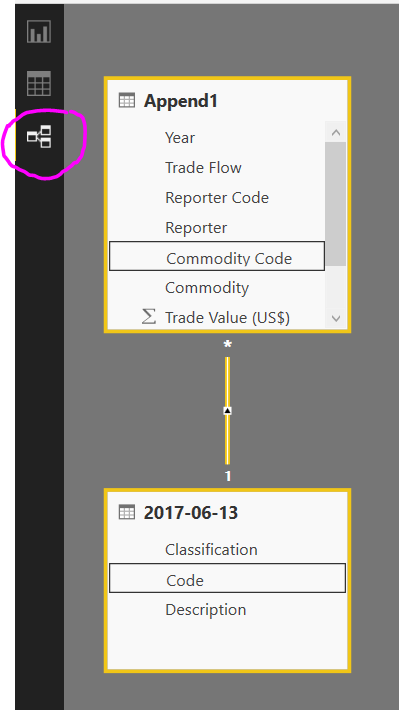 Append1
Year
Trade Flow
Reporter Code
Reporter
Commodity Code
Commodity
Σ Trade Value (US$)
*
1
2017-06-13
Classification
Code
Description